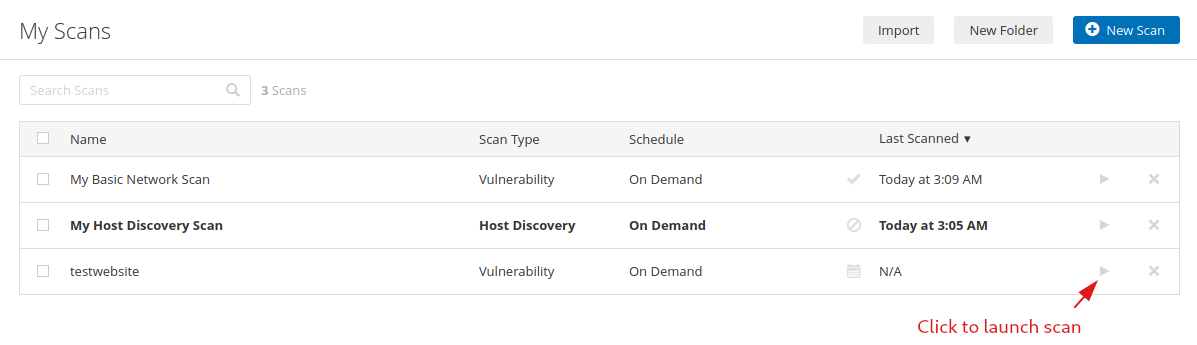 My Scans
Import New Folder New Scan
Search Scans 3 Scans
Name Scan Type Schedule Last Scanned ▼
My Basic Network Scan Vulnerability On Demand Today at 3:09 AM
My Host Discovery Scan Host Discovery On Demand Today at 3:05 AM
testwebsite Vulnerability On Demand N/A
Click to launch scan